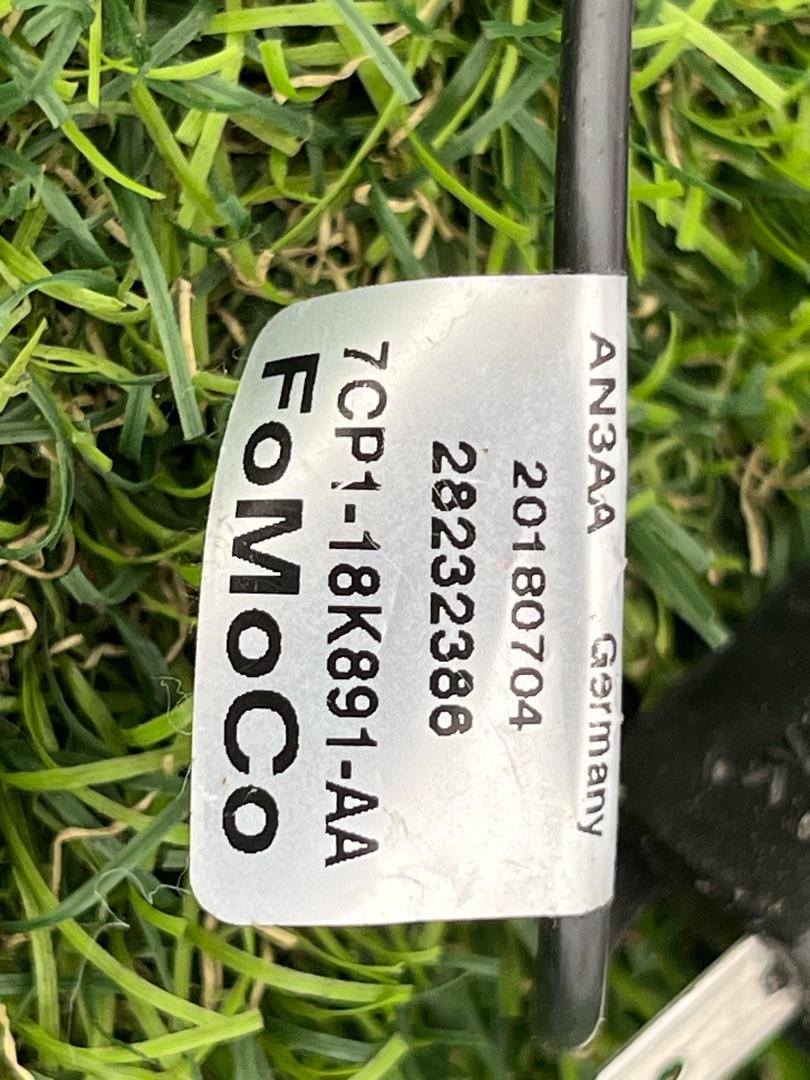 AN3AA Germany
20180704
28232386
7CP1-18K891-AA
FoMoCo